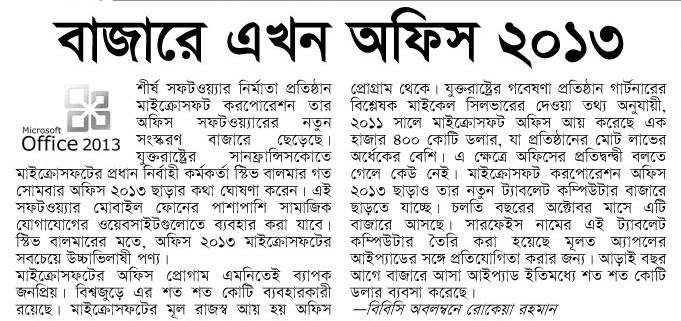 বাজারে এখন অফিস ২০১৩
Microsoft
Office 2013
শীর্ষ সফটওয়্যার নির্মাতা প্রতিষ্ঠান
মাইক্রোসফট করপোরেশন তার
অফিস সফটওয়্যারের নতুন
সংস্করণ বাজারে ছেড়েছে।
যুক্তরাষ্ট্রের সানফ্রান্সিসকোতে
মাইক্রোসফটের প্রধান নির্বাহী কর্মকর্তা স্টিভ বালমার গত
সোমবার অফিস ২০১৩ ছাড়ার কথা ঘোষণা করেন। এই
সফটওয়্যার মোবাইল ফোনের পাশাপাশি সামাজিক
যোগাযোগের ওয়েবসাইটগুলোতে ব্যবহার করা যাবে।
স্টিভ বালমারের মতে, অফিস ২০১৩ মাইক্রোসফটের
সবচেয়ে উচ্চাভিলাষী পণ্য।
মাইক্রোসফটের অফিস প্রোগ্রাম এমনিতেই ব্যাপক
জনপ্রিয়। বিশ্বজুড়ে এর শত শত কোটি ব্যবহারকারী
রয়েছে। মাইক্রোসফটের মূল রাজস্ব আয় হয় অফিস
প্রোগ্রাম থেকে। যুক্তরাষ্ট্রের গবেষণা প্রতিষ্ঠান গার্টনারের
বিশ্লেষক মাইকেল সিলভারের দেওয়া তথ্য অনুযায়ী,
২০১১ সালে মাইক্রোসফট অফিস আয় করেছে এক
হাজার ৪০০ কোটি ডলার, যা প্রতিষ্ঠানের মোট লাভের
অর্ধেকের বেশি। এ ক্ষেত্রে অফিসের প্রতিদ্বন্দ্বী বলতে
গেলে কেউ নেই। মাইক্রোসফট করপোরেশন অফিস
২০১৩ ছাড়াও তার নতুন ট্যাবলেট কম্পিউটার বাজারে
ছাড়তে যাচ্ছে। চলতি বছরের অক্টোবর মাসে এটি
বাজারে আসছে। সারফেইস নামের এই ট্যাবলেট
কম্পিউটার তৈরি করা হয়েছে মূলত অ্যাপলের
আইপ্যাডের সঙ্গে প্রতিযোগিতা করার জন্য। আড়াই বছর
আগে বাজারে আসা আইপ্যাড ইতিমধ্যে শত শত কোটি
ডলার ব্যবসা করেছে।
—বিবিসি অবলম্বনে রোকেয়া রহমান